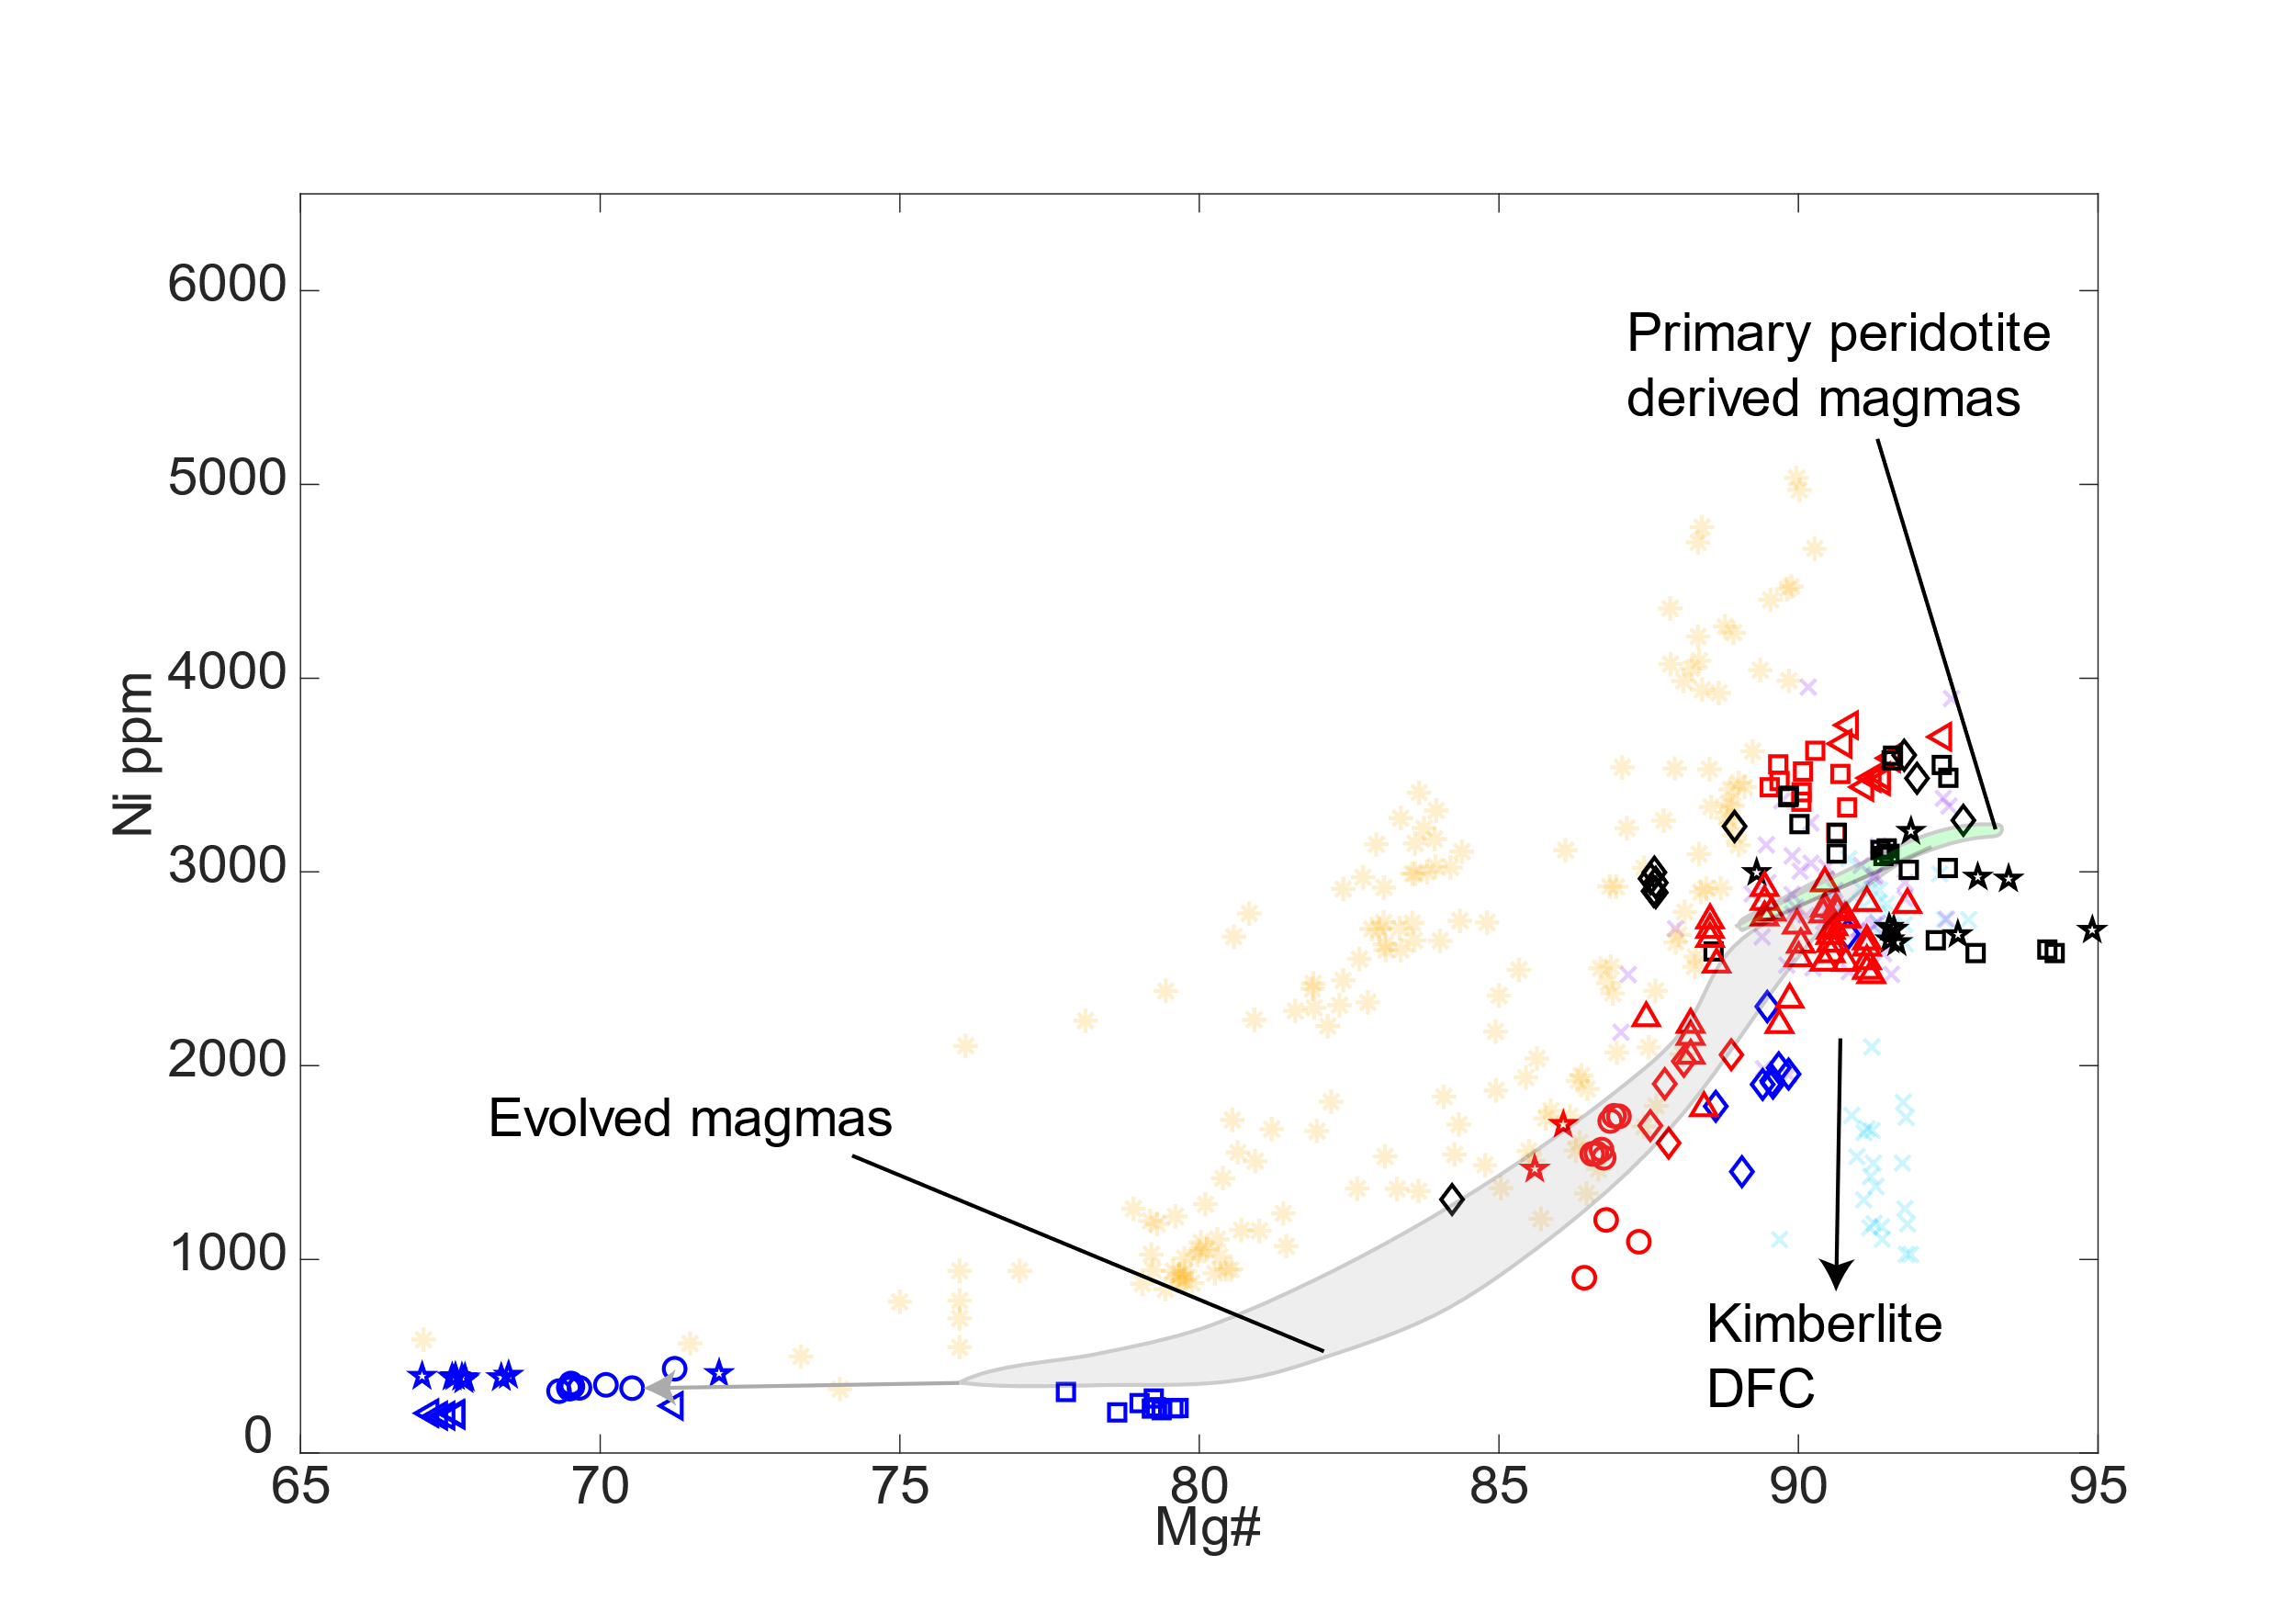 6000
5000
4000
3000
2000
1000
0
Ni ppm
Primary peridotite
derived magmas
Evolved magmas
Kimberlite
DFC
65 70 75 80 85 90 95
Mg#